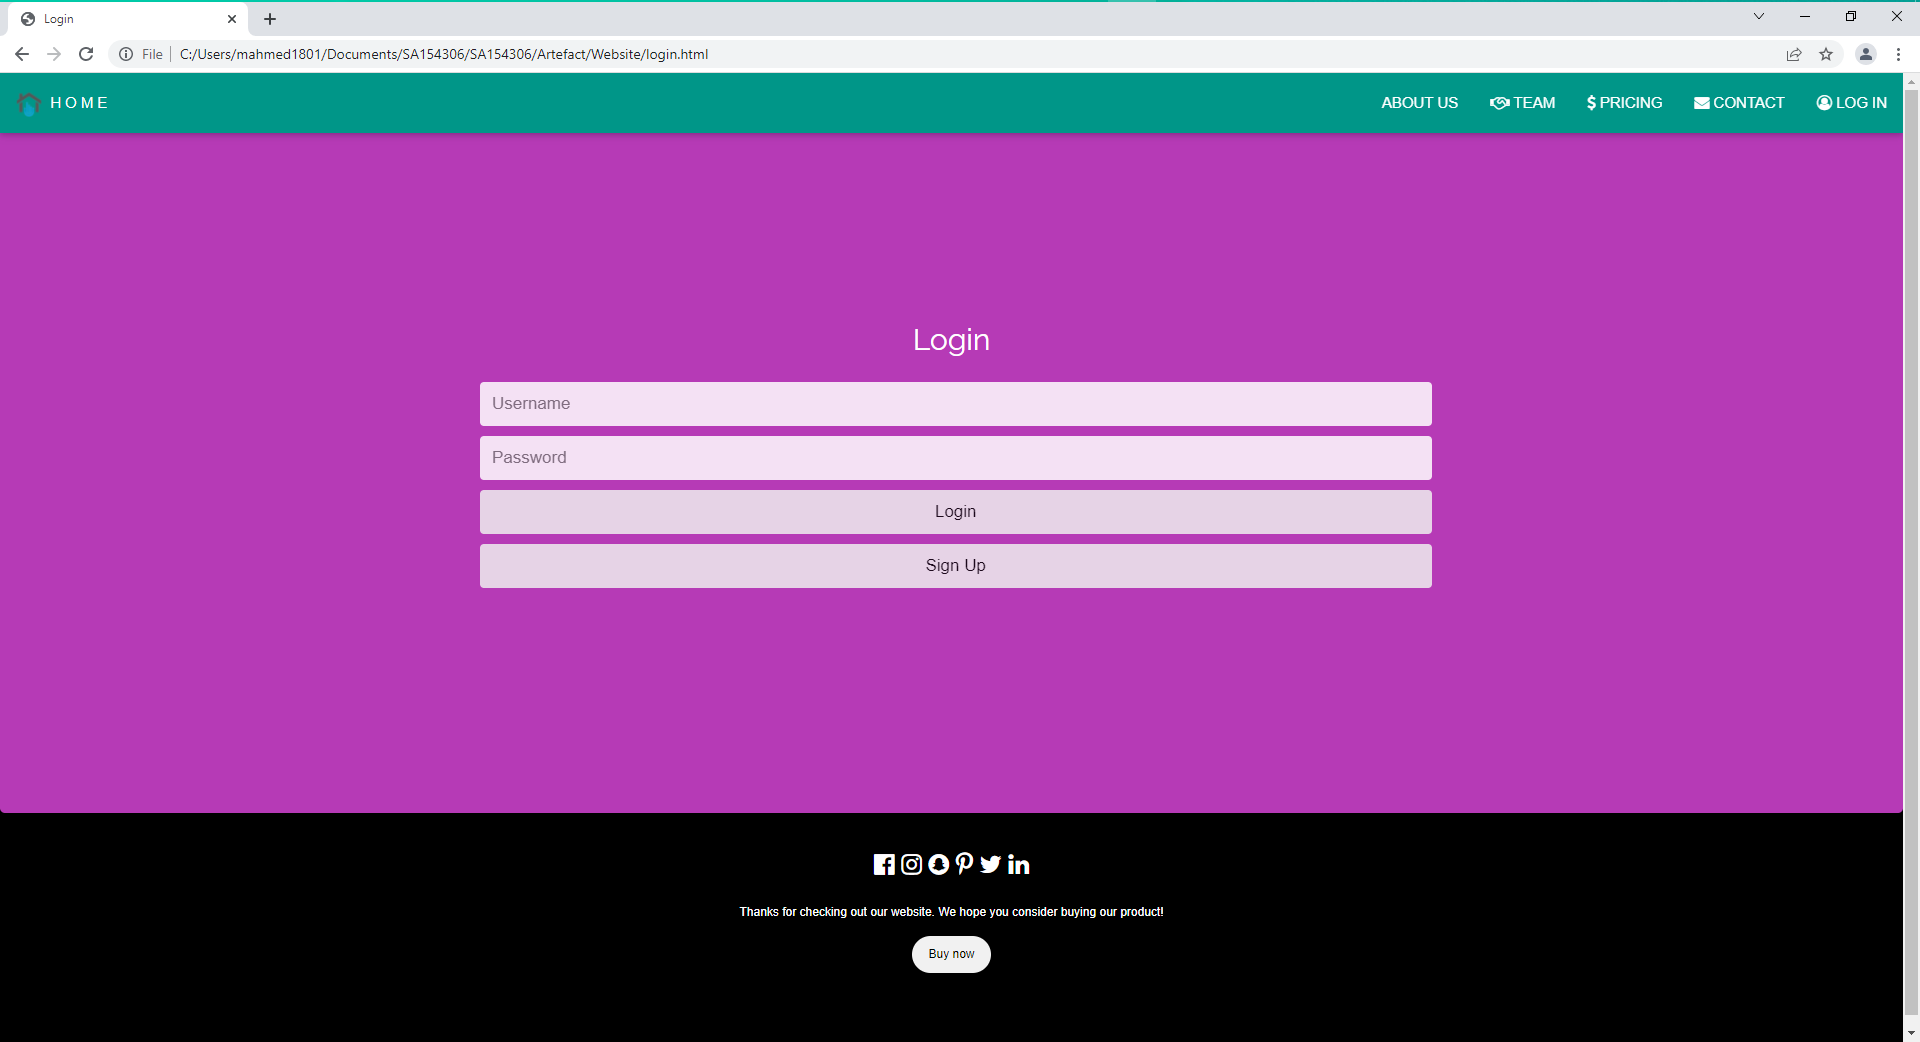 Login
File C:/Users/mahmed1801/Documents/SA154306/SA154306/Artefact/Website/login.html
HOME ABOUT US TEAM $ PRICING CONTACT LOG IN
Login
Username
Password
Login
Sign Up
Thanks for checking out our website. We hope you consider buying our product!
Buy now